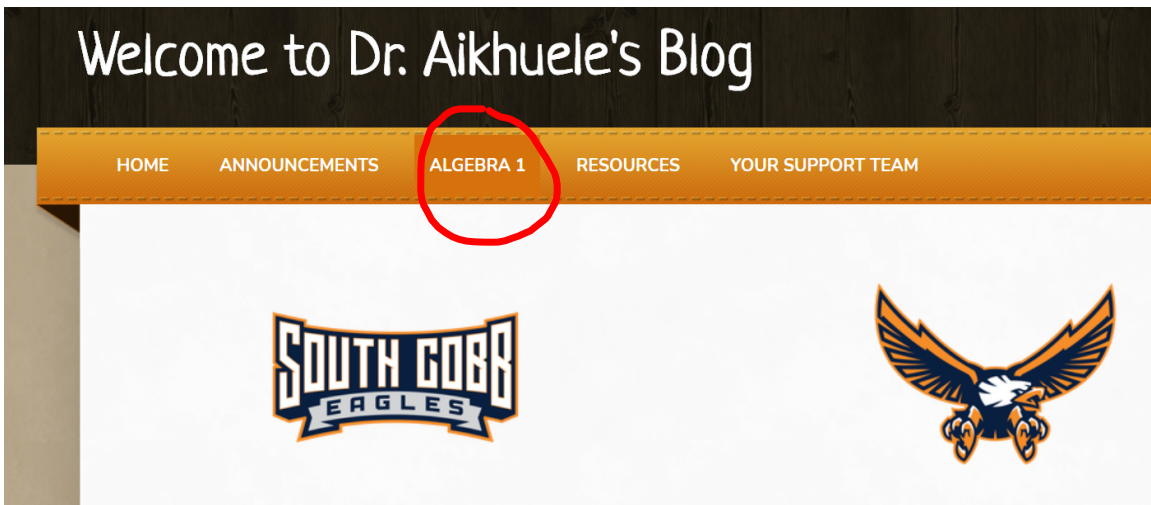 Welcome to Dr. Aikhuele's Blog
HOME ANNOUNCEMENTS ALGEBRA 1 RESOURCES YOUR SUPPORT TEAM
SOUTH COBB
EAGLES